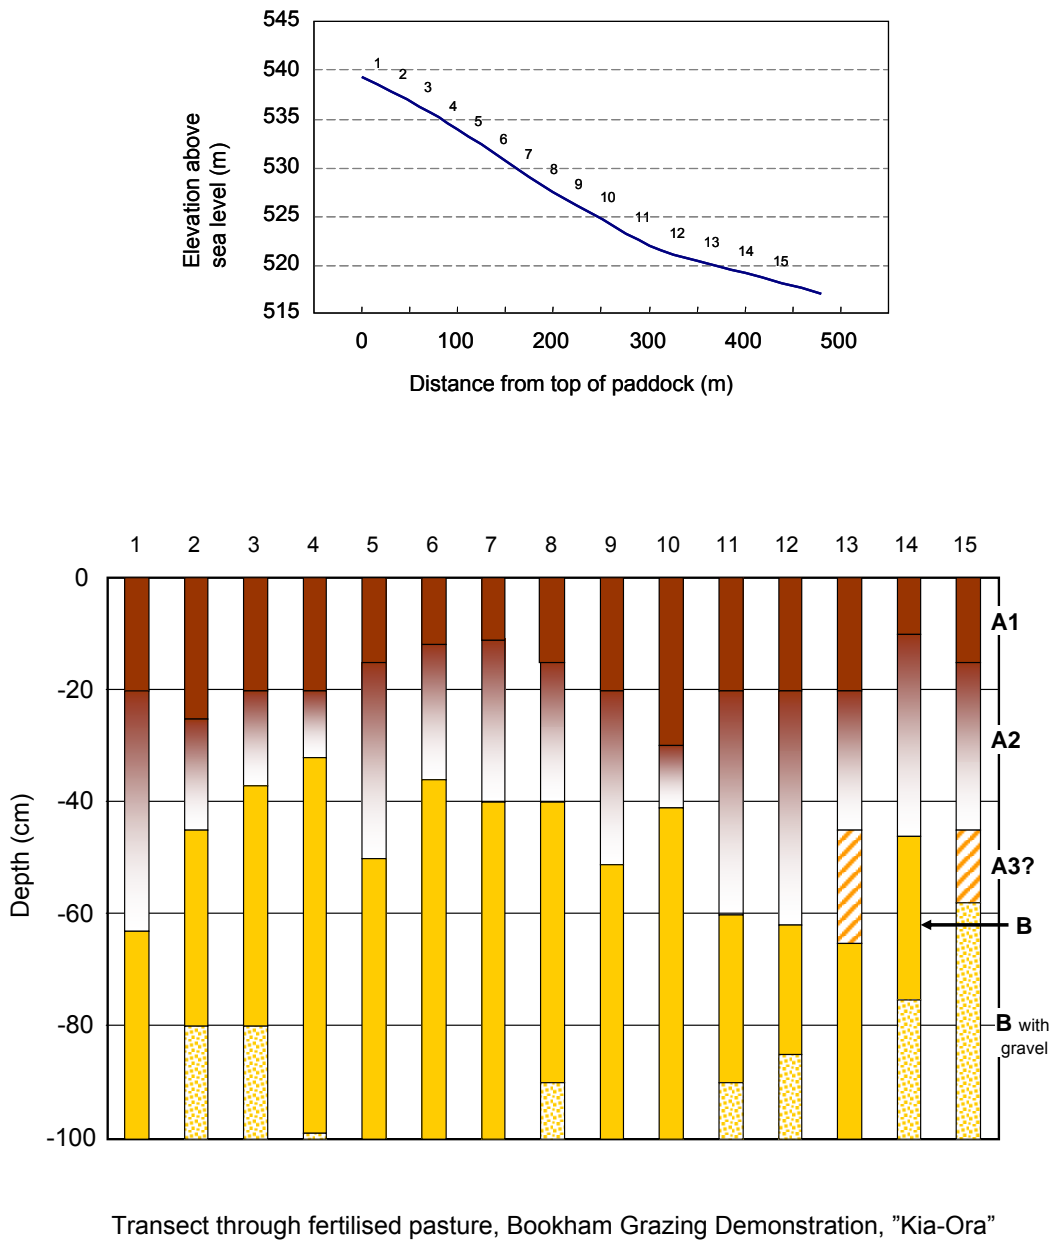 545
540
535
530
525
520
515
Elevation above
sea level (m)
1
2
3
4
5
6
7
8
9
10
11
12
13
14
15
0 100 200 300 400 500
Distance from top of paddock (m)
1 2 3 4 5 6 7 8 9 10 11 12 13 14 15
0
-20
-40
-60
-80
-100
Depth (cm)
A1
A2
A3?
B
B with
gravel
Transect through fertilised pasture, Bookham Grazing Demonstration, ”Kia-Ora”